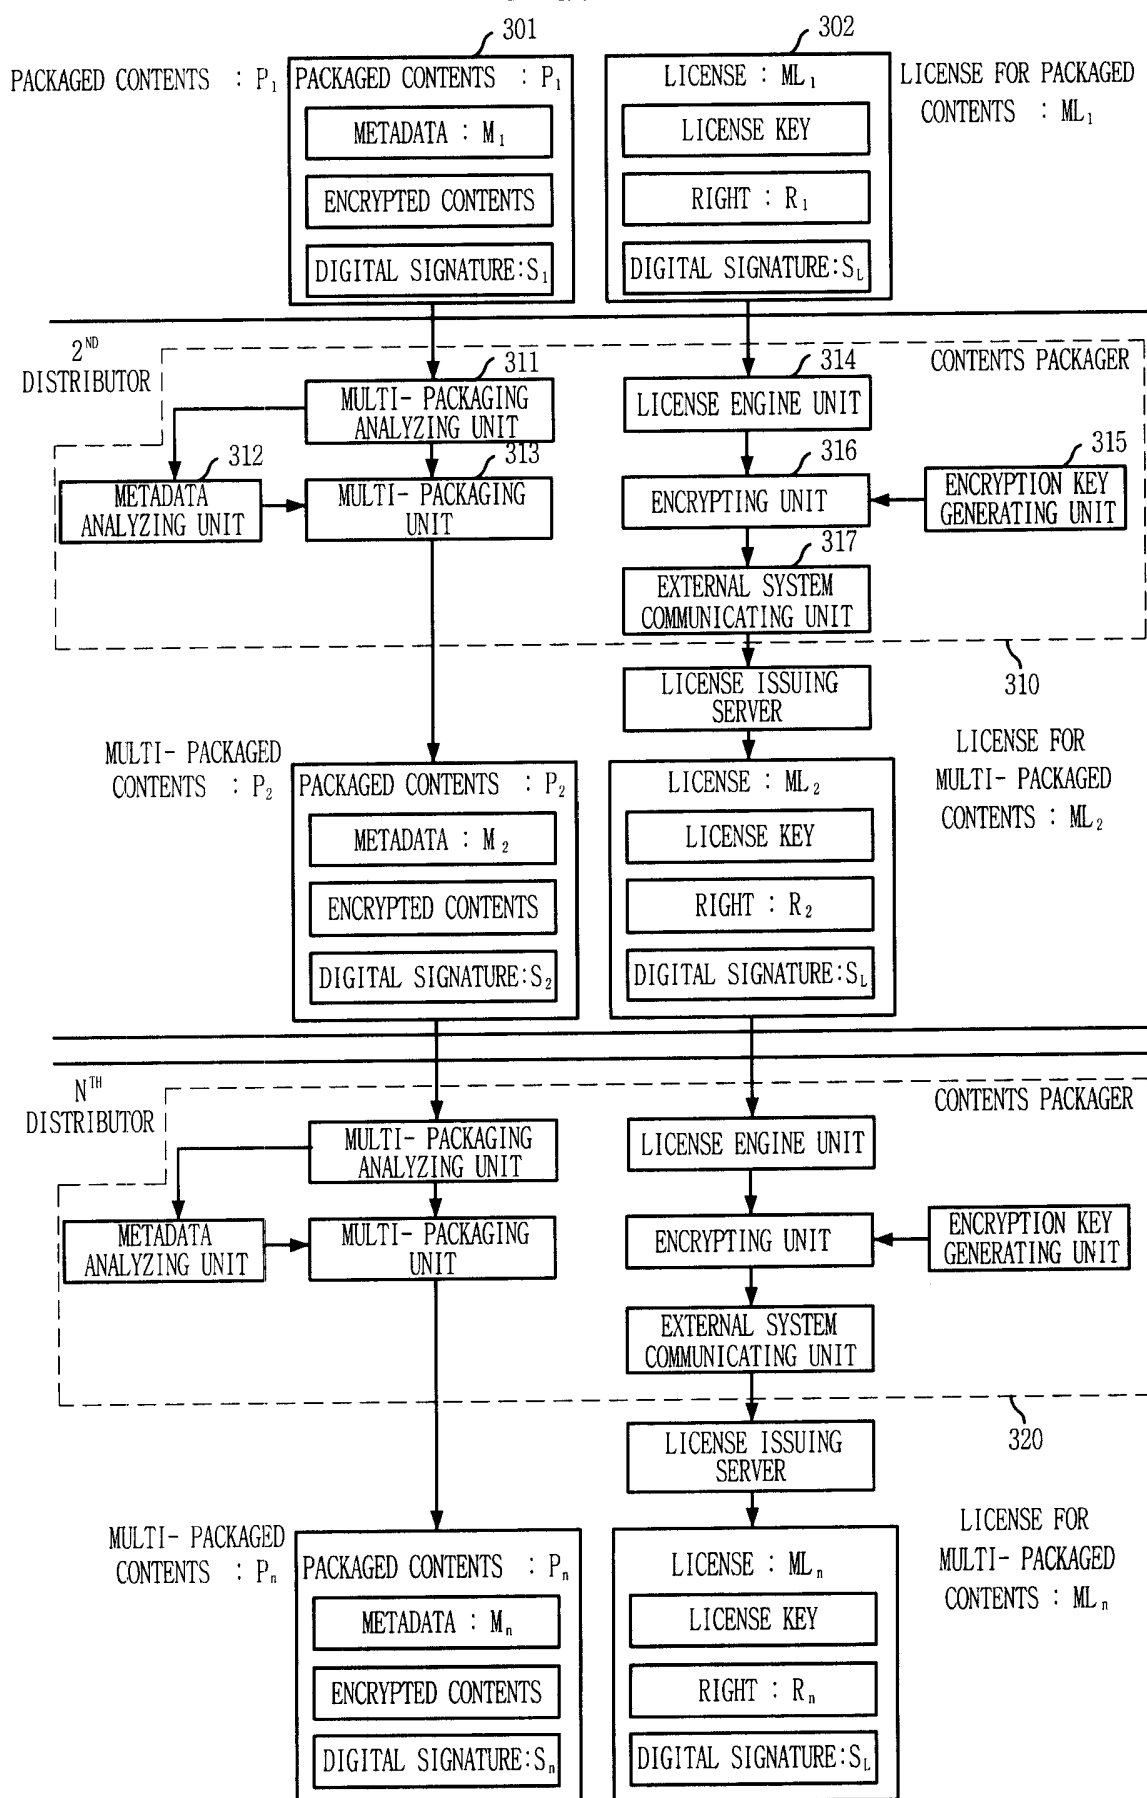 301
302
PACKAGED CONTENTS : P₁
PACKAGED CONTENTS : P₁
METADATA : M₁
ENCRYPTED CONTENTS
DIGITAL SIGNATURE:S₁
LICENSE : ML₁
LICENSE KEY
RIGHT : R₁
DIGITAL SIGNATURE:S_L
LICENSE FOR PACKAGED
CONTENTS : ML₁
2ND
DISTRIBUTOR
CONTENTS PACKAGER
311
MULTI- PACKAGING
ANALYZING UNIT
314
LICENSE ENGINE UNIT
312
METADATA
ANALYZING UNIT
313
MULTI- PACKAGING
UNIT
316
ENCRYPTING UNIT
315
ENCRYPTION KEY
GENERATING UNIT
317
EXTERNAL SYSTEM
COMMUNICATING UNIT
310
LICENSE ISSUING
SERVER
MULTI- PACKAGED
CONTENTS : P₂
PACKAGED CONTENTS : P₂
METADATA : M₂
ENCRYPTED CONTENTS
DIGITAL SIGNATURE:S₂
LICENSE : ML₂
LICENSE KEY
RIGHT : R₂
DIGITAL SIGNATURE:S_L
LICENSE FOR
MULTI- PACKAGED
CONTENTS : ML₂
NTH
DISTRIBUTOR
CONTENTS PACKAGER
MULTI- PACKAGING
ANALYZING UNIT
LICENSE ENGINE UNIT
METADATA
ANALYZING UNIT
MULTI- PACKAGING
UNIT
ENCRYPTING UNIT
ENCRYPTION KEY
GENERATING UNIT
EXTERNAL SYSTEM
COMMUNICATING UNIT
320
LICENSE ISSUING
SERVER
MULTI- PACKAGED
CONTENTS : Pₙ
PACKAGED CONTENTS : Pₙ
METADATA : Mₙ
ENCRYPTED CONTENTS
DIGITAL SIGNATURE:Sₙ
LICENSE : MLₙ
LICENSE KEY
RIGHT : Rₙ
DIGITAL SIGNATURE:S_L
LICENSE FOR
MULTI- PACKAGED
CONTENTS : MLₙ